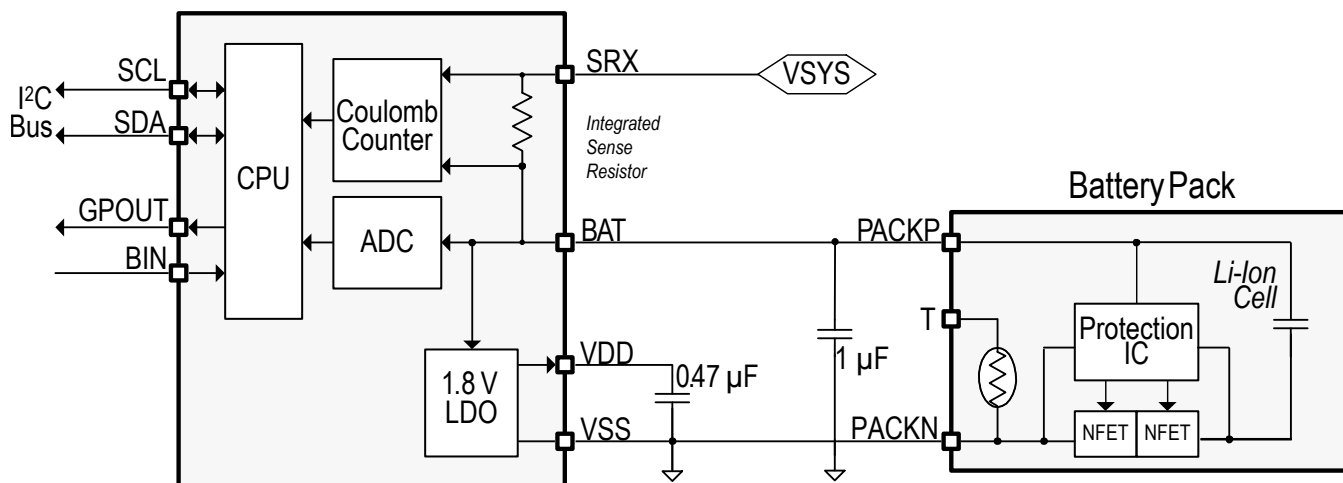 SCL
I²C
Bus
SDA
GPOUT
BIN
CPU
Coulomb
Counter
ADC
1.8 V
LDO
SRX
VSYS
Integrated
Sense
Resistor
BAT
VDD
0.47 µF
VSS
1 µF
Battery Pack
PACKP
T
PACKN
Protection
IC
Li-Ion
Cell
NFET
NFET